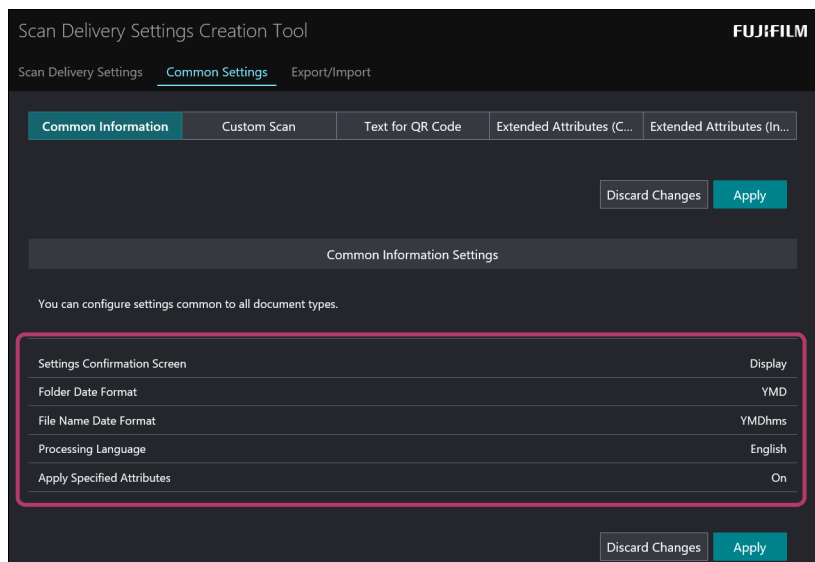 Scan Delivery Settings Creation Tool FUJIFILM
Scan Delivery Settings Common Settings Export/Import
Common Information Custom Scan Text for QR Code Extended Attributes (C... Extended Attributes (In...
Discard Changes Apply
Common Information Settings
You can configure settings common to all document types.
Settings Confirmation Screen Display
Folder Date Format YMD
File Name Date Format YMDhms
Processing Language English
Apply Specified Attributes On
Discard Changes Apply